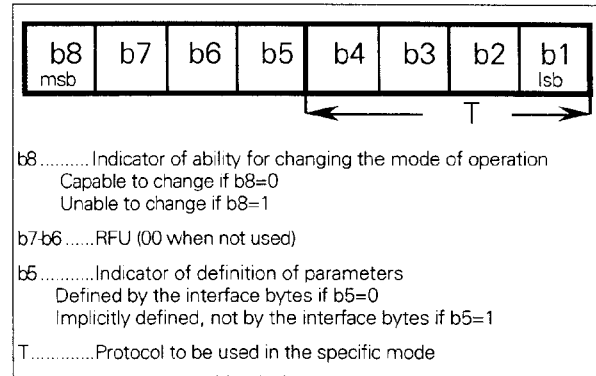 b8 b7 b6 b5 b4 b3 b2 b1
msb lsb
T
b8..........Indicator of ability for changing the mode of operation
Capable to change if b8=0
Unable to change if b8=1
b7-b6......RFU (00 when not used)
b5...........Indicator of definition of parameters
Defined by the interface bytes if b5=0
Implicitly defined, not by the interface bytes if b5=1
T.............Protocol to be used in the specific mode